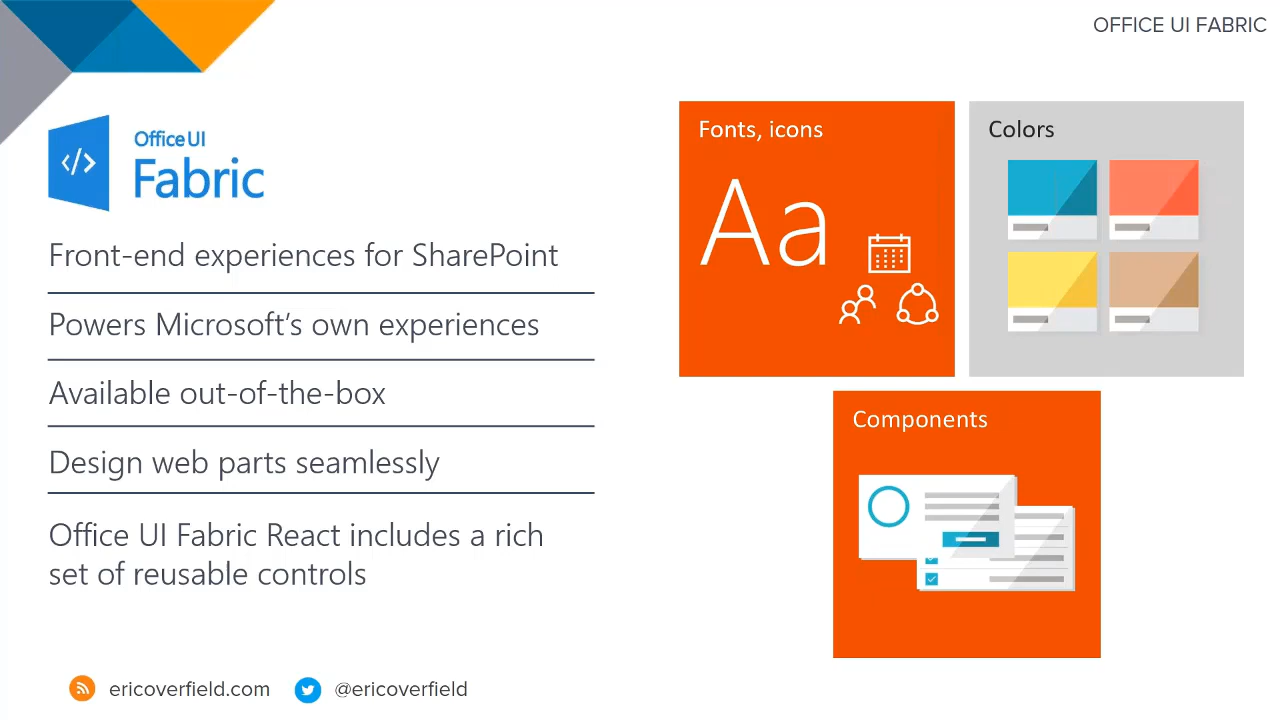 OFFICE UI FABRIC
</>
Office UI
Fabric
Front-end experiences for SharePoint
Powers Microsoft's own experiences
Available out-of-the-box
Design web parts seamlessly
Office UI Fabric React includes a rich
set of reusable controls
Fonts, icons
Aa
Colors
Components
ericoverfield.com
@ericoverfield